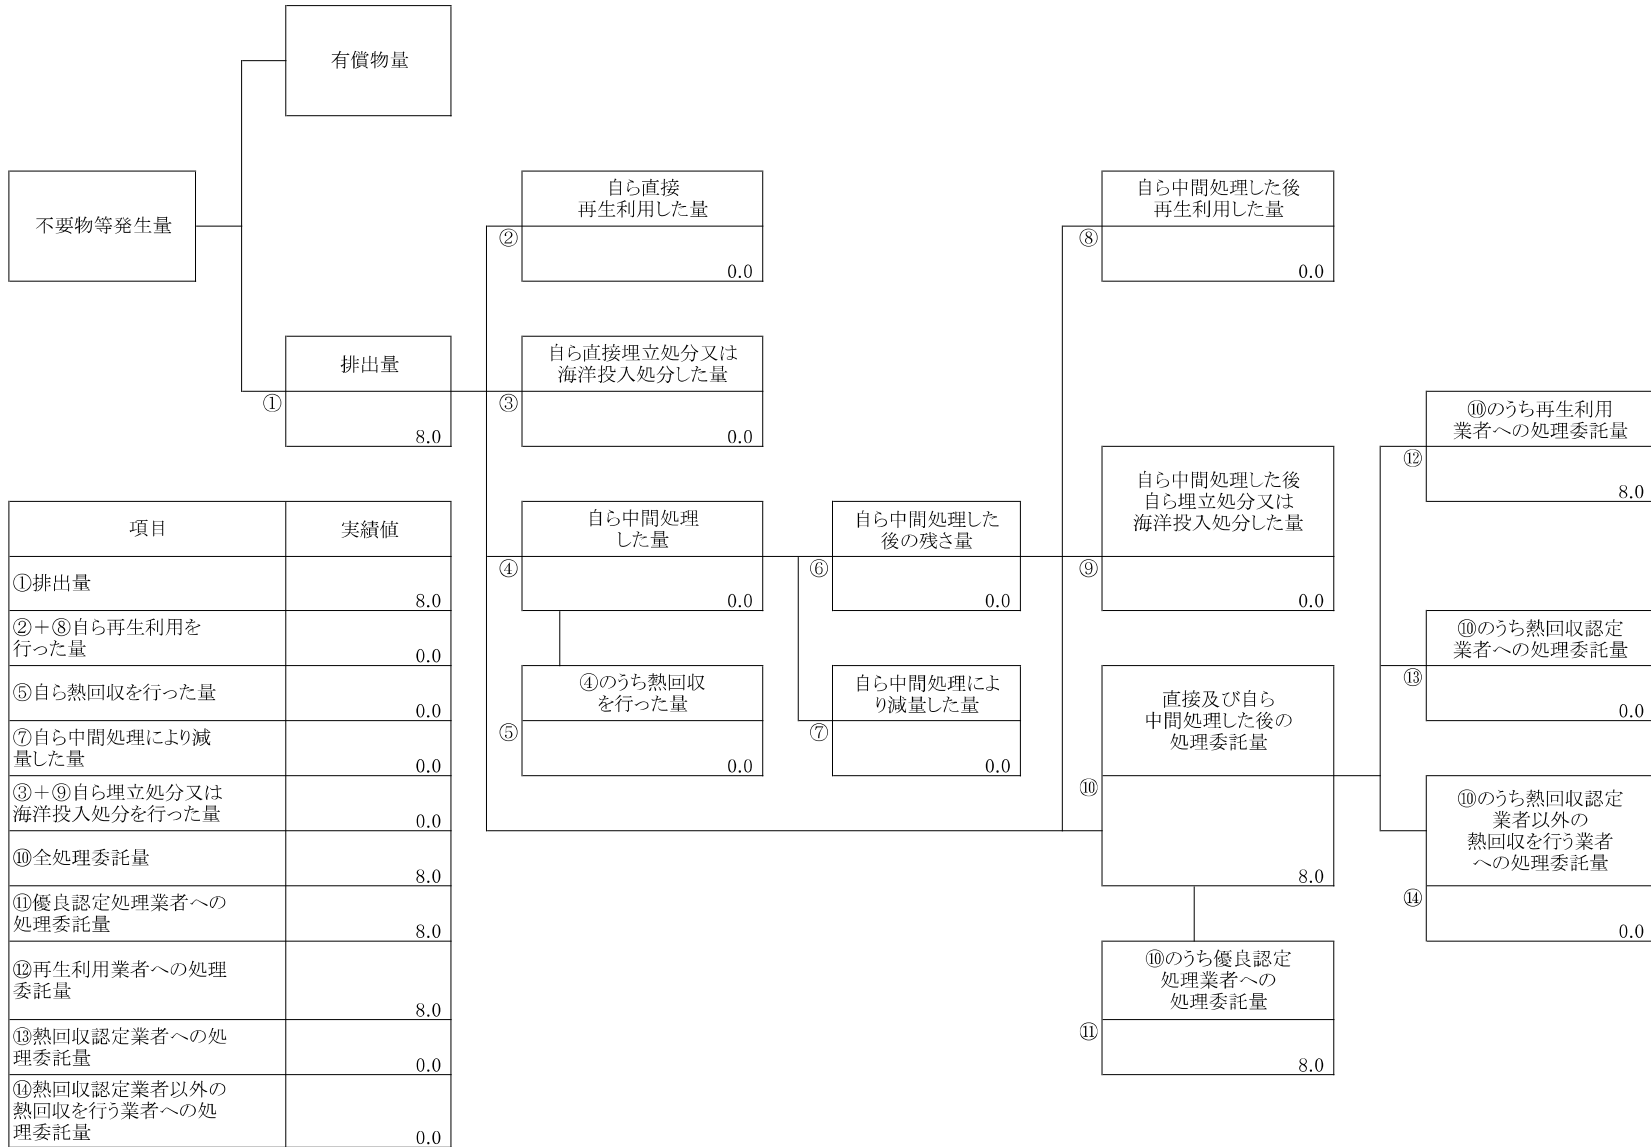 有償物量
不要物等発生量
排出量
①
8.0
自ら直接
再生利用した量
②
0.0
自ら直接埋立処分又は
海洋投入処分した量
③
0.0
自ら中間処理
した量
④
0.0
④のうち熱回収
を行った量
⑤
0.0
自ら中間処理した
後の残さ量
⑥
0.0
自ら中間処理によ
り減量した量
⑦
0.0
自ら中間処理した後
再生利用した量
⑧
0.0
自ら中間処理した後
自ら埋立処分又は
海洋投入処分した量
⑨
0.0
直接及び自ら
中間処理した後の
処理委託量
⑩
8.0
⑩のうち優良認定
処理業者への
処理委託量
⑪
8.0
⑩のうち再生利用
業者への処理委託量
⑫
8.0
⑩のうち熱回収認定
業者への処理委託量
⑬
0.0
⑩のうち熱回収認定
業者以外の
熱回収を行う業者
への処理委託量
⑭
0.0
項目 実績値
①排出量
8.0
②＋⑧自ら再生利用を
行った量
0.0
⑤自ら熱回収を行った量
0.0
⑦自ら中間処理により減
量した量
0.0
③＋⑨自ら埋立処分又は
海洋投入処分を行った量
0.0
⑩全処理委託量
8.0
⑪優良認定処理業者への
処理委託量
8.0
⑫再生利用業者への処理
委託量
8.0
⑬熱回収認定業者への処
理委託量
0.0
⑭熱回収認定業者以外の
熱回収を行う業者への処
理委託量
0.0